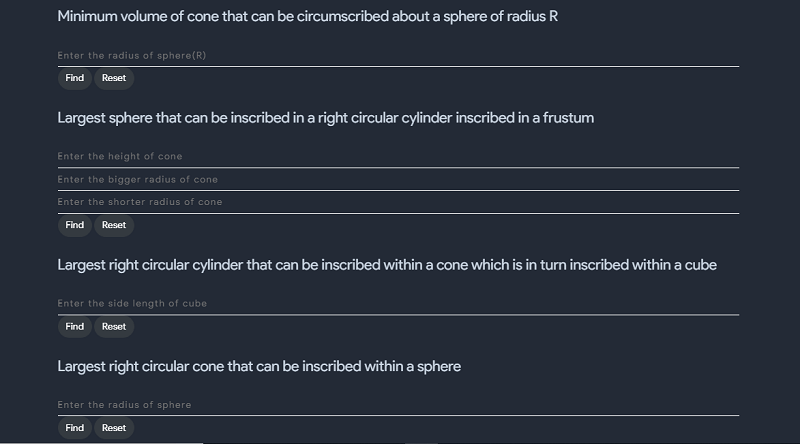 Minimum volume of cone that can be circumscribed about a sphere of radius R
Enter the radius of sphere(R)
Find Reset
Largest sphere that can be inscribed in a right circular cylinder inscribed in a frustum
Enter the height of cone
Enter the bigger radius of cone
Enter the shorter radius of cone
Find Reset
Largest right circular cylinder that can be inscribed within a cone which is in turn inscribed within a cube
Enter the side length of cube
Find Reset
Largest right circular cone that can be inscribed within a sphere
Enter the radius of sphere
Find Reset